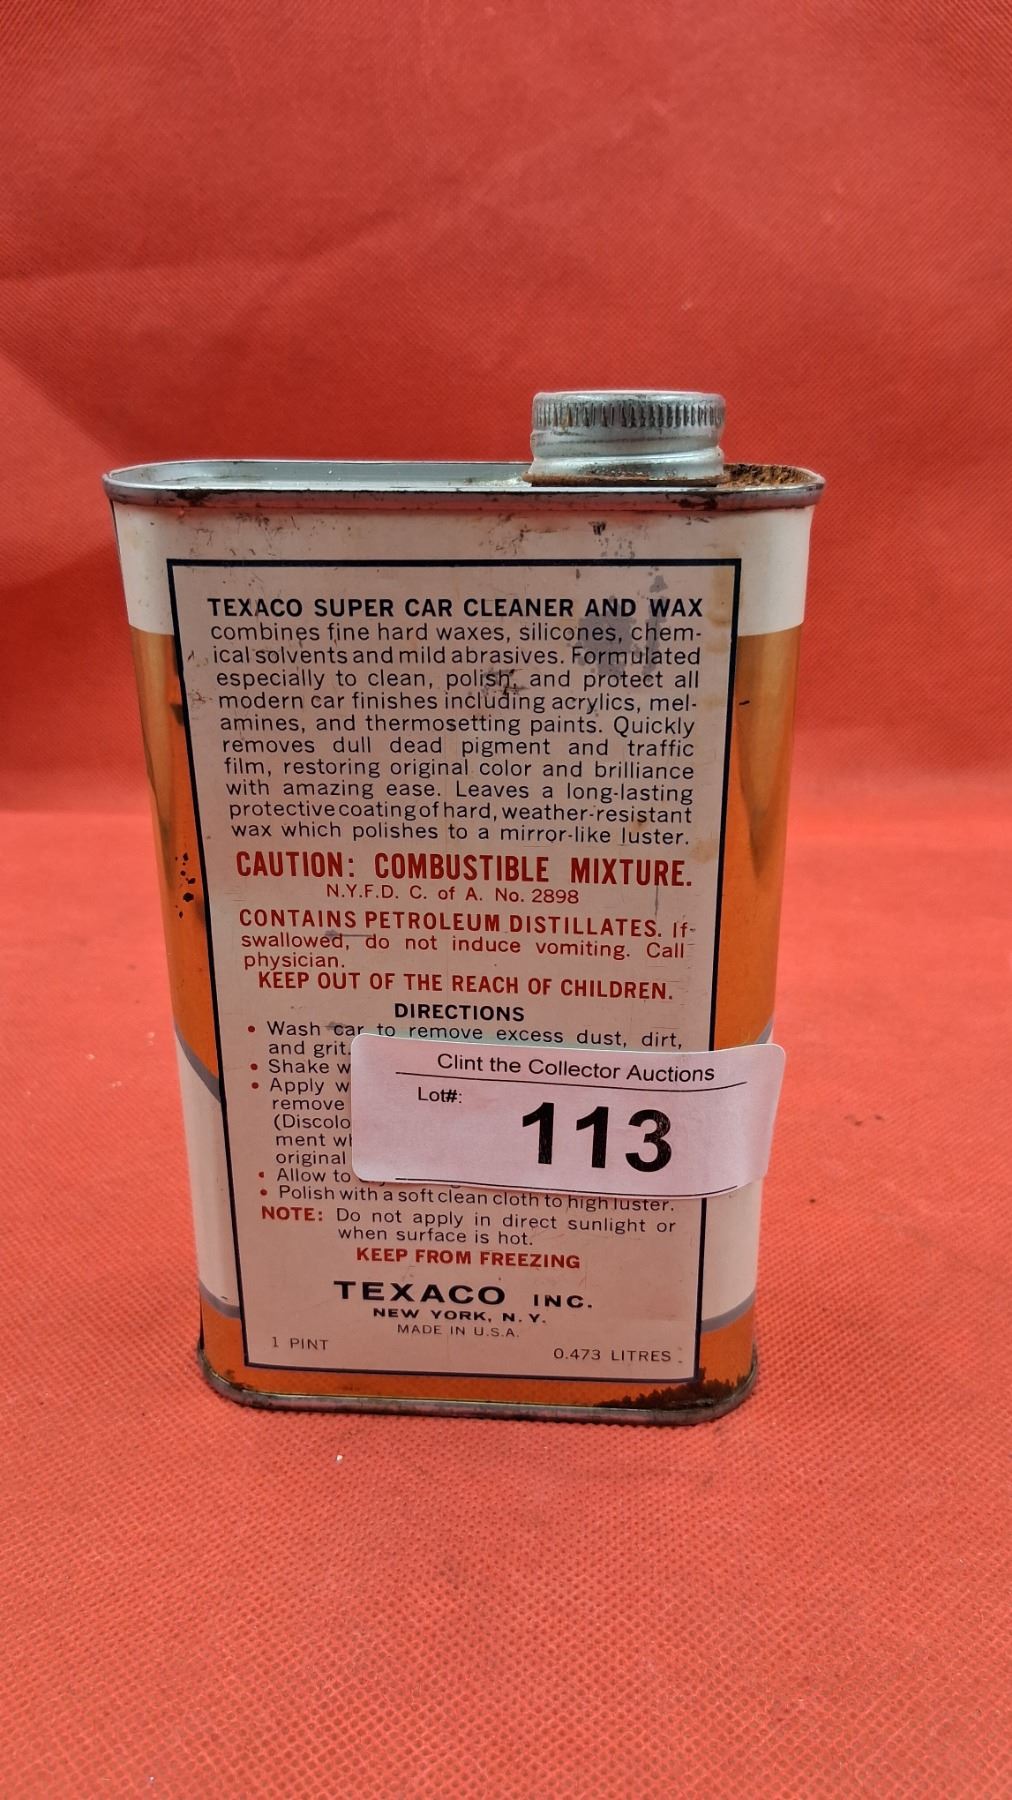 TEXACO SUPER CAR CLEANER AND WAX
combines fine hard waxes, silicones, chem-
ical solvents and mild abrasives. Formulated
especially to clean, polish, and protect all
modern car finishes including acrylics, mel-
amines, and thermosetting paints. Quickly
removes dull dead pigment and traffic
film, restoring original color and brilliance
with amazing ease. Leaves a long-lasting
protective coating of hard, weather-resistant
wax which polishes to a mirror-like luster.
CAUTION: COMBUSTIBLE MIXTURE.
N.Y.F.D. C. of A. No. 2898
CONTAINS PETROLEUM DISTILLATES. If
swallowed, do not induce vomiting. Call
physician.
KEEP OUT OF THE REACH OF CHILDREN.
DIRECTIONS
• Wash car to remove excess dust, dirt,
and grit.
• Shake w
• Apply w
remove
(Discolo
ment wh
original
• Allow to
• Polish with a soft clean cloth to high luster.
NOTE: Do not apply in direct sunlight or
when surface is hot.
KEEP FROM FREEZING
TEXACO INC.
NEW YORK, N.Y.
MADE IN U.S.A.
1 PINT 0.473 LITRES
Clint the Collector Auctions
Lot#: 113